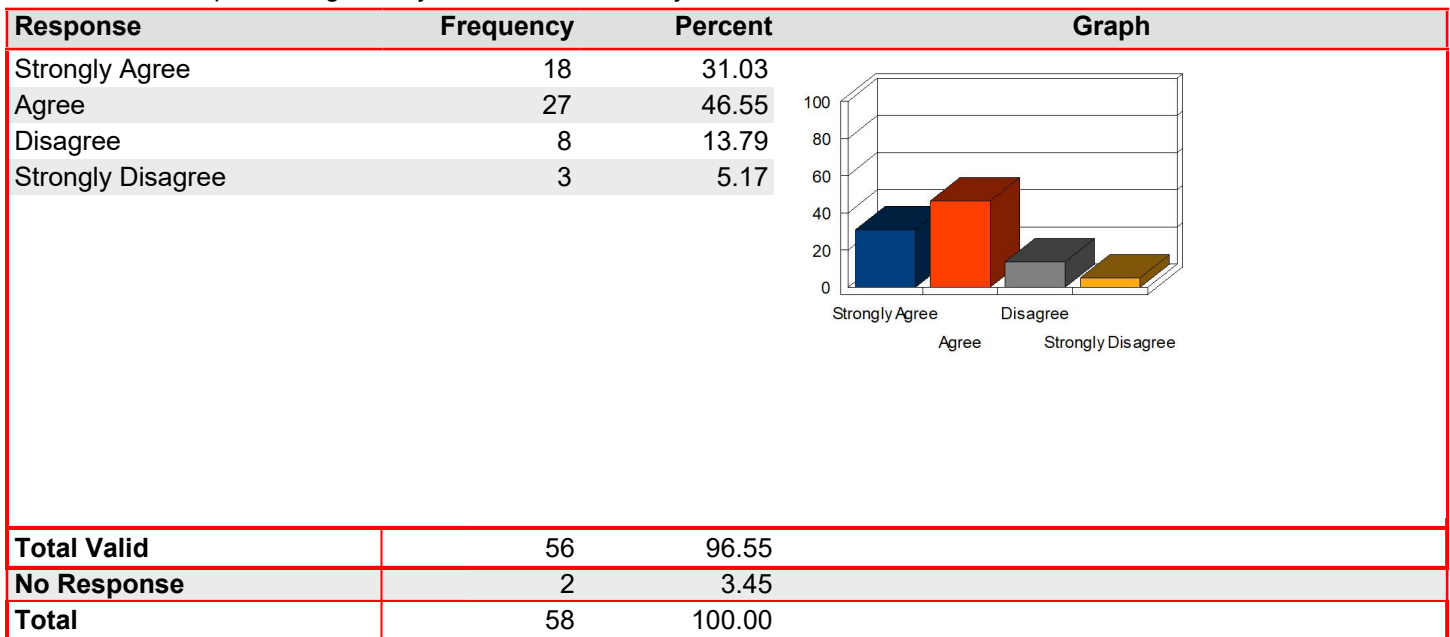 Response Frequency Percent Graph
Strongly Agree 18 31.03
Agree 27 46.55
Disagree 8 13.79
Strongly Disagree 3 5.17
100
80
60
40
20
0
Strongly Agree Disagree
Agree Strongly Disagree
Total Valid 56 96.55
No Response 2 3.45
Total 58 100.00